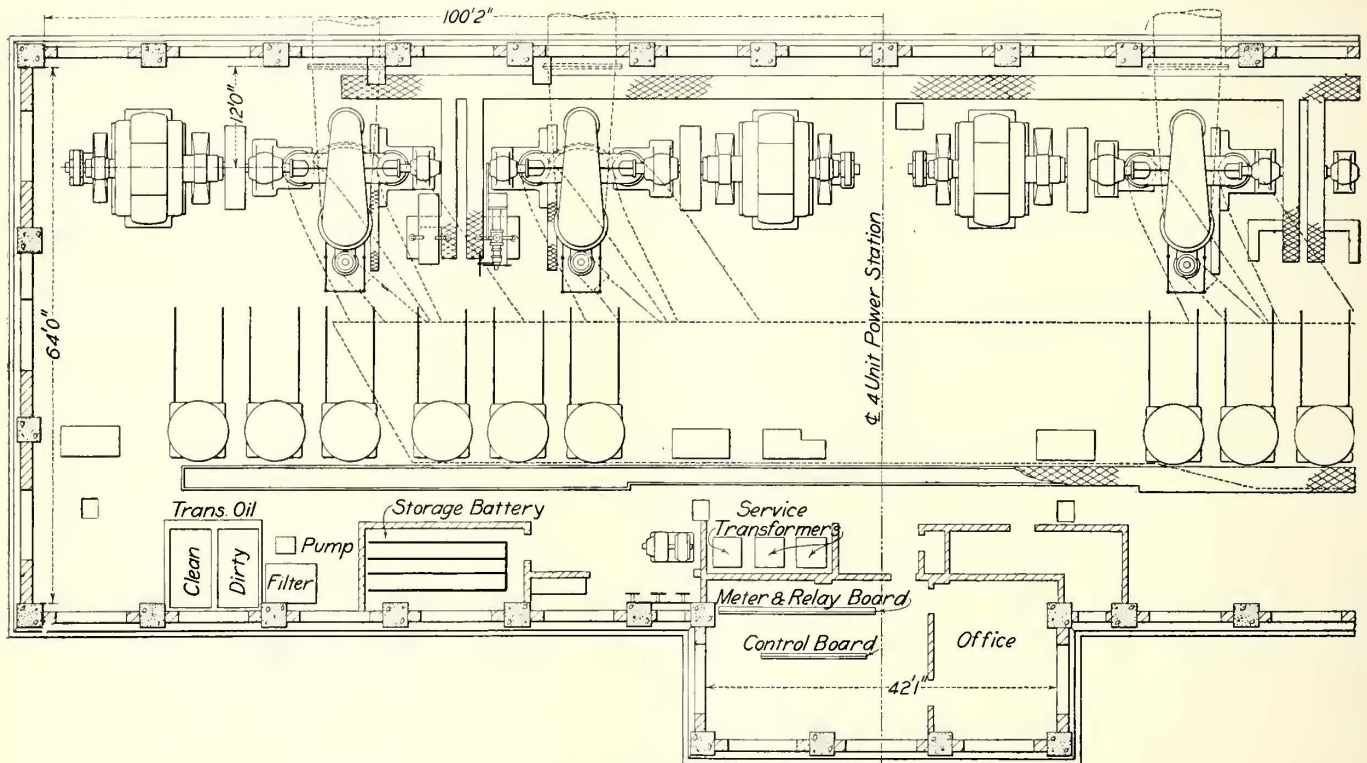 100'2"
12'0"
64'0"
℄ 4 Unit Power Station
Trans. Oil
Clean
Dirty
Pump
Filter
Storage Battery
Service
Transformers
Meter & Relay Board
Control Board
Office
42'1"